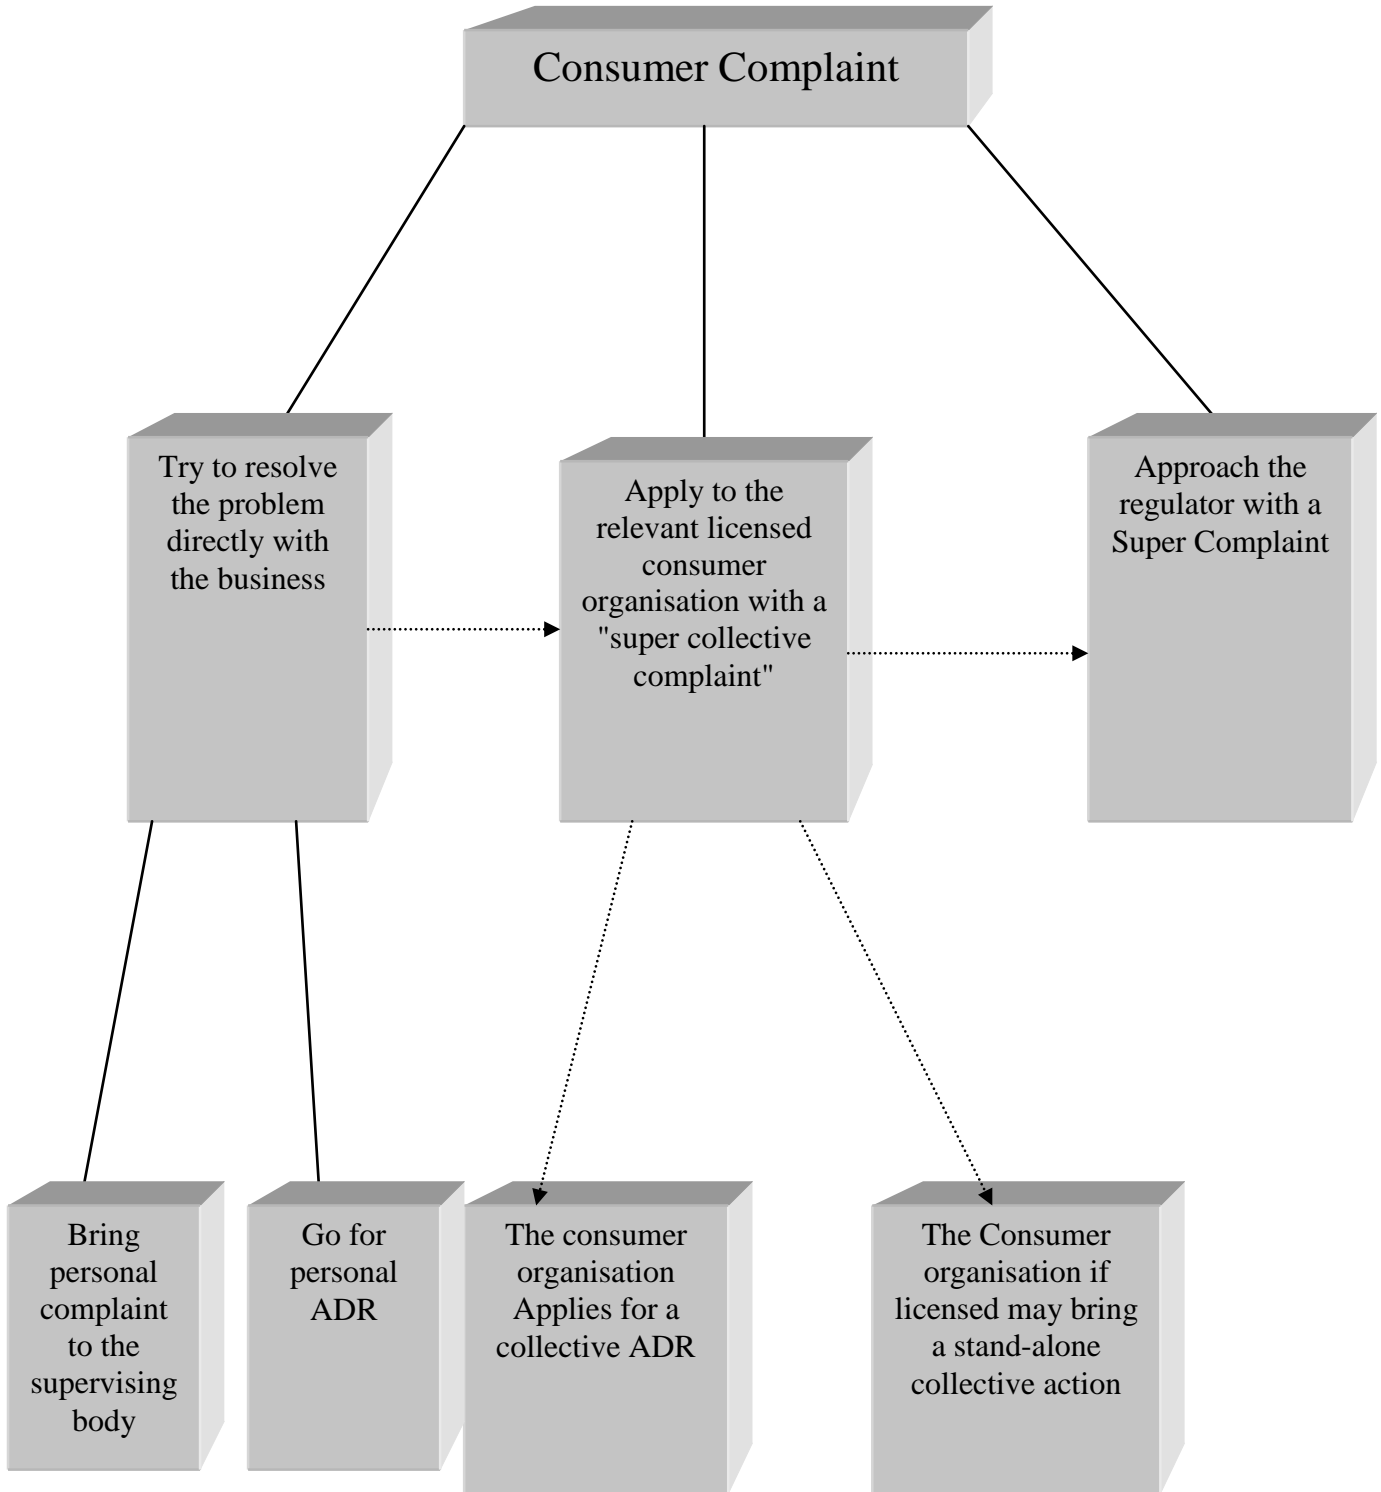 Consumer Complaint
Try to resolve
the problem
directly with
the business
Apply to the
relevant licensed
consumer
organisation with a
"super collective
complaint"
Approach the
regulator with a
Super Complaint
Bring
personal
complaint
to the
supervising
body
Go for
personal
ADR
The consumer
organisation
Applies for a
collective ADR
The Consumer
organisation if
licensed may bring
a stand-alone
collective action